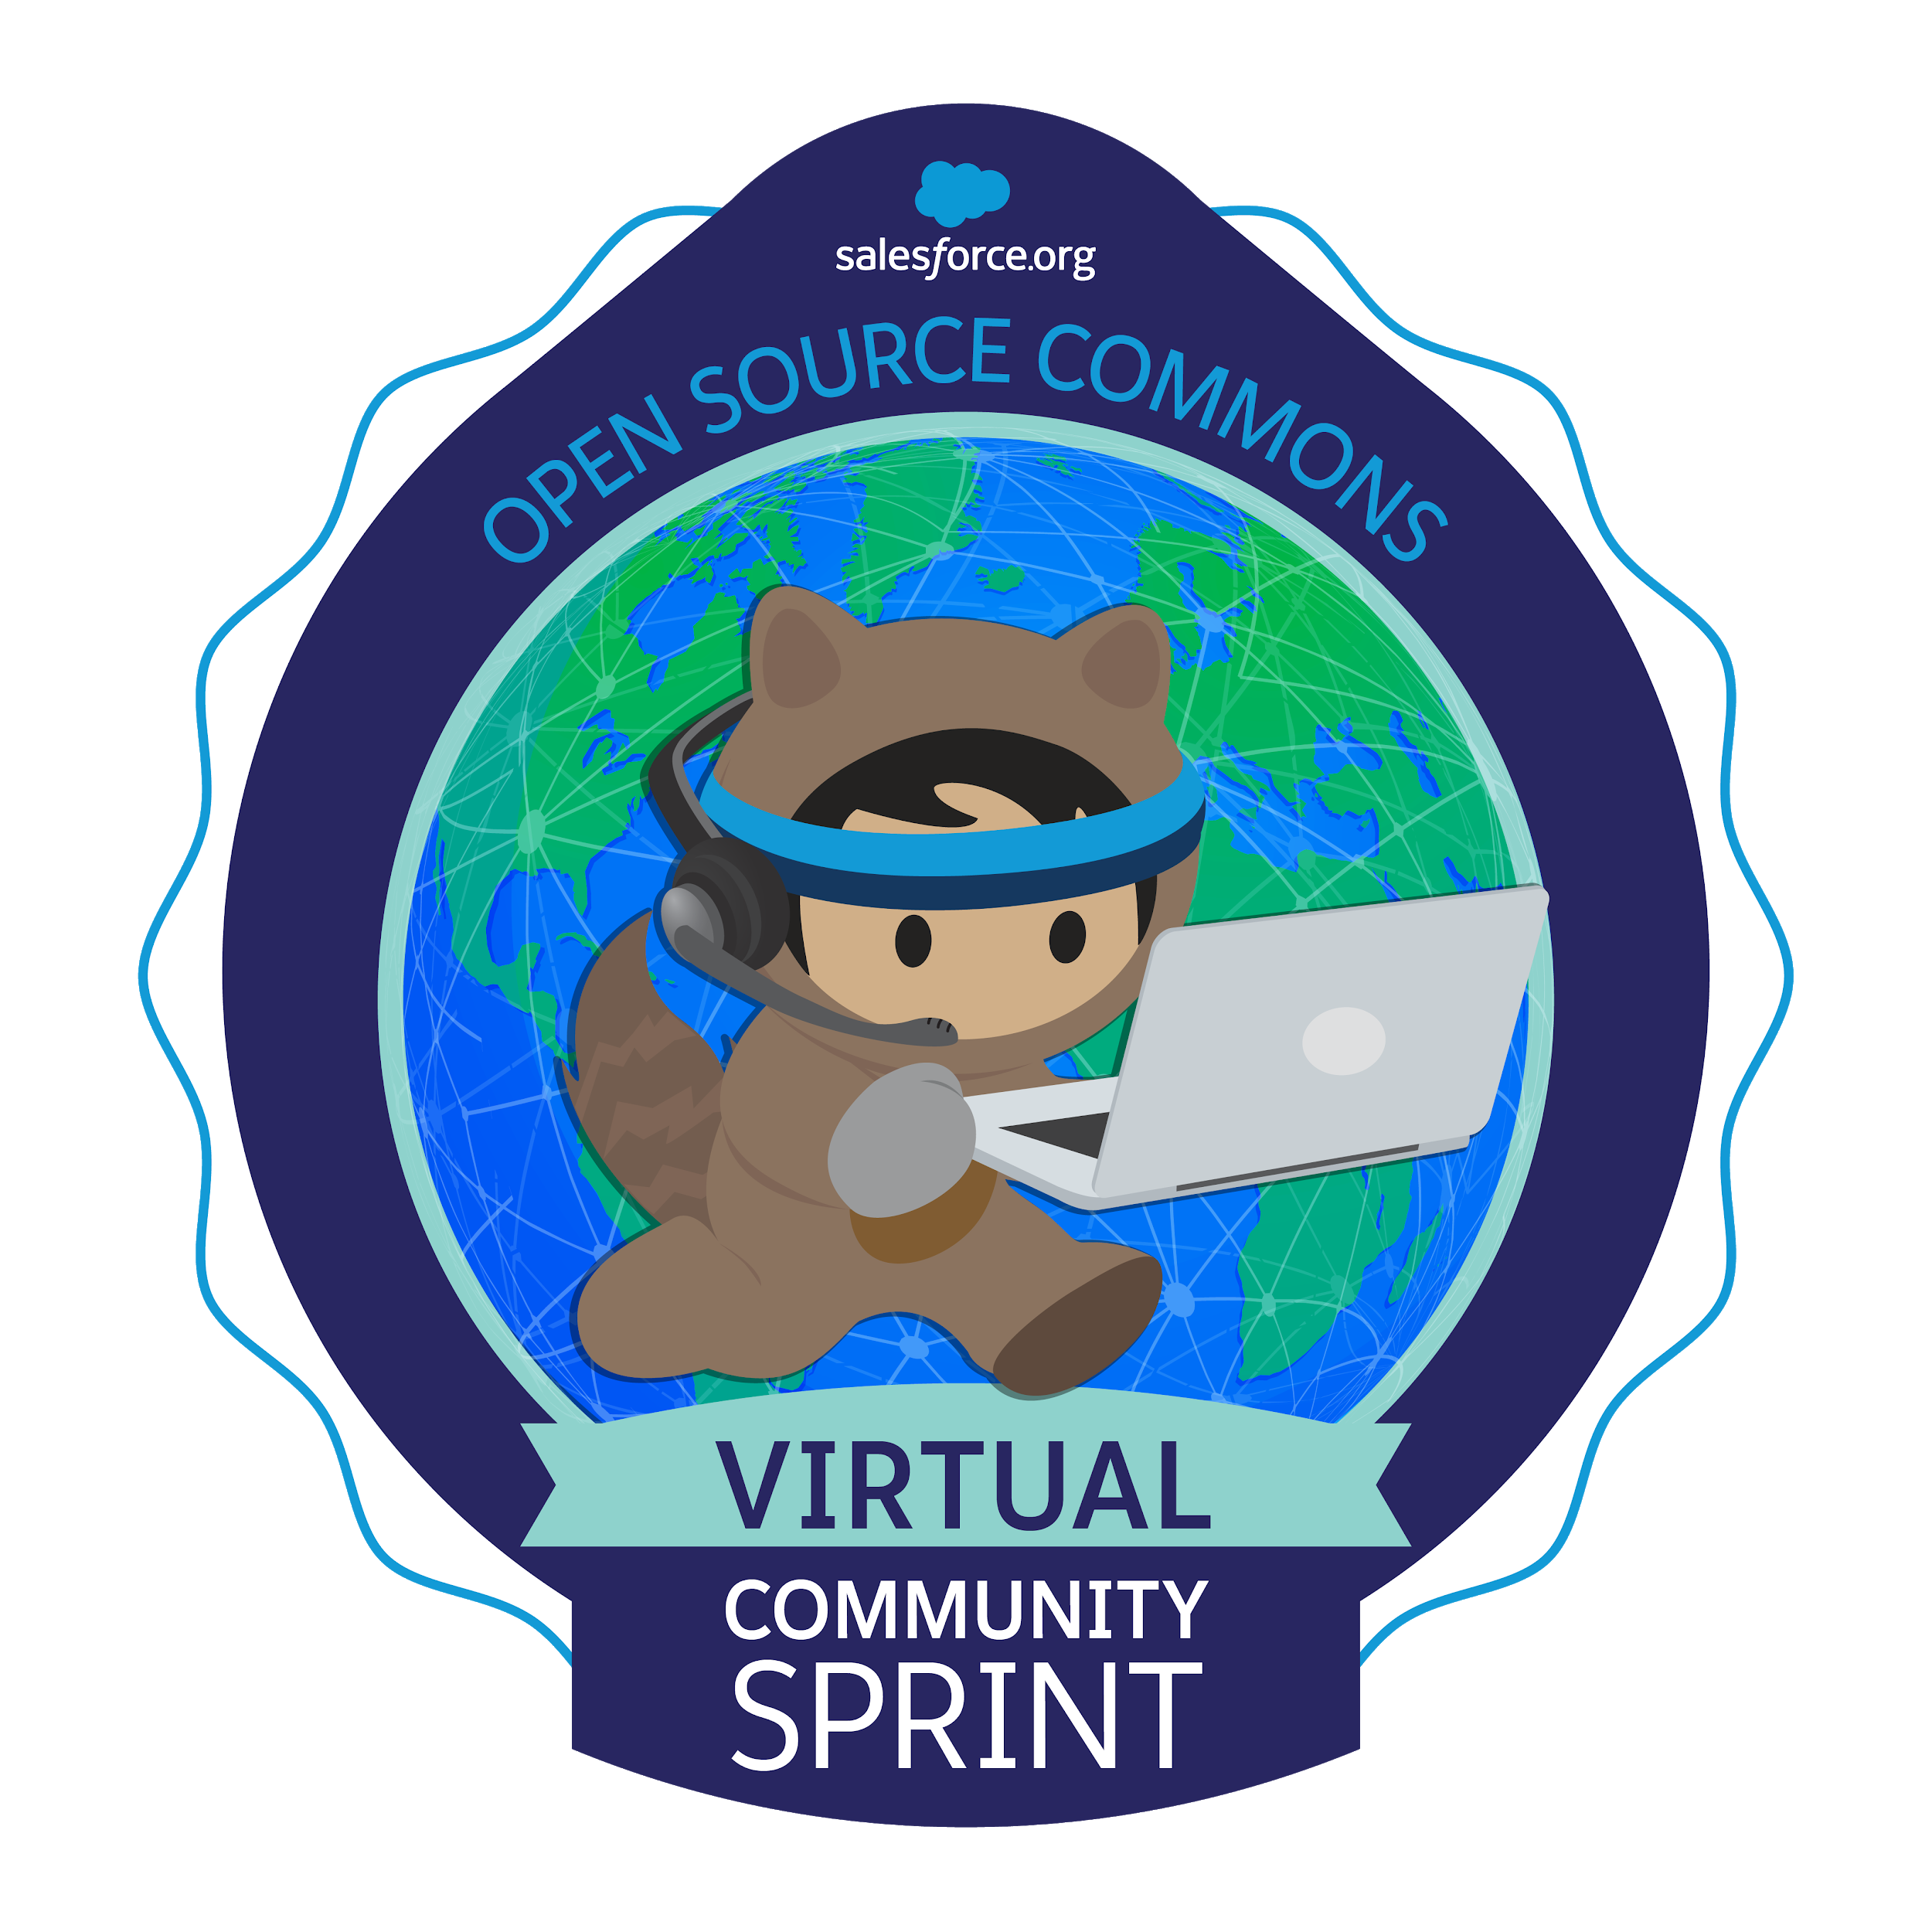 salesforce.org
OPEN SOURCE COMMONS
VIRTUAL
COMMUNITY
SPRINT